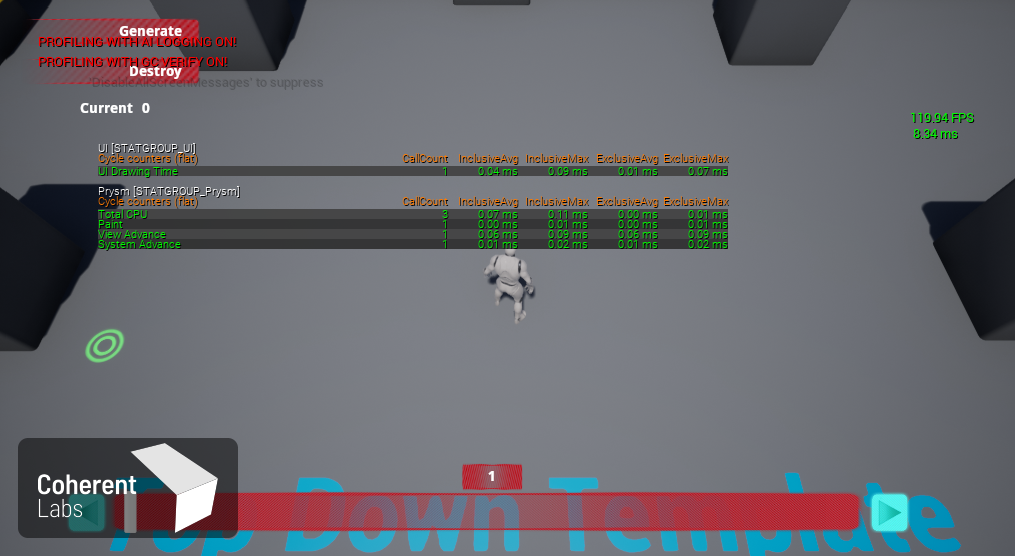 Generate
PROFILING WITH AI LOGGING ON!
PROFILING WITH GC VERIFY ON!
Destroy
'DisableAllScreenMessages' to suppress
Current 0
119.94 FPS
8.34 ms
UI [STATGROUP_UI]
Cycle counters (flat) CallCount InclusiveAvg InclusiveMax ExclusiveAvg ExclusiveMax
UI Drawing Time 1 0.04 ms 0.09 ms 0.01 ms 0.07 ms
Prysm [STATGROUP_Prysm]
Cycle counters (flat) CallCount InclusiveAvg InclusiveMax ExclusiveAvg ExclusiveMax
Total CPU 3 0.07 ms 0.11 ms 0.00 ms 0.01 ms
Paint 1 0.00 ms 0.01 ms 0.00 ms 0.01 ms
View Advance 1 0.06 ms 0.09 ms 0.06 ms 0.09 ms
System Advance 1 0.01 ms 0.02 ms 0.01 ms 0.02 ms
1
Coherent
Labs
Top Down Template